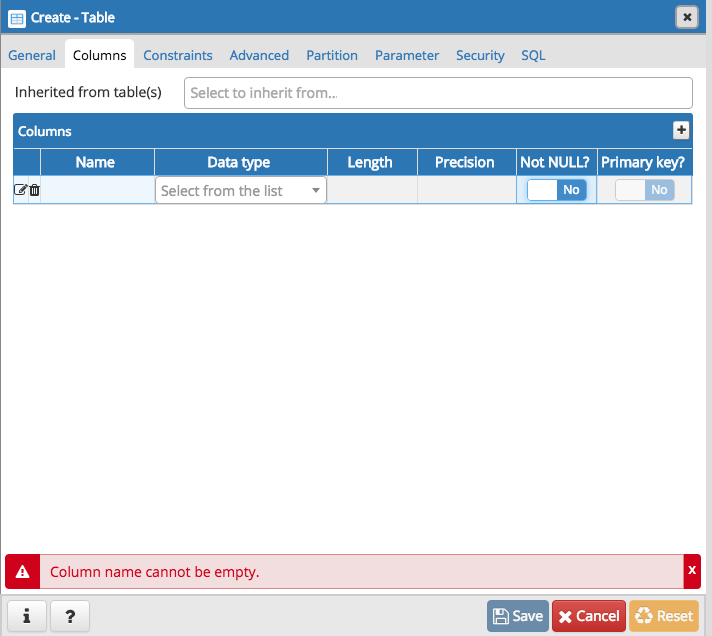 Create - Table
General Columns Constraints Advanced Partition Parameter Security SQL
Inherited from table(s) Select to inherit from...
Columns
Name Data type Length Precision Not NULL? Primary key?
Select from the list No No
Column name cannot be empty. x
i ? Save Cancel Reset